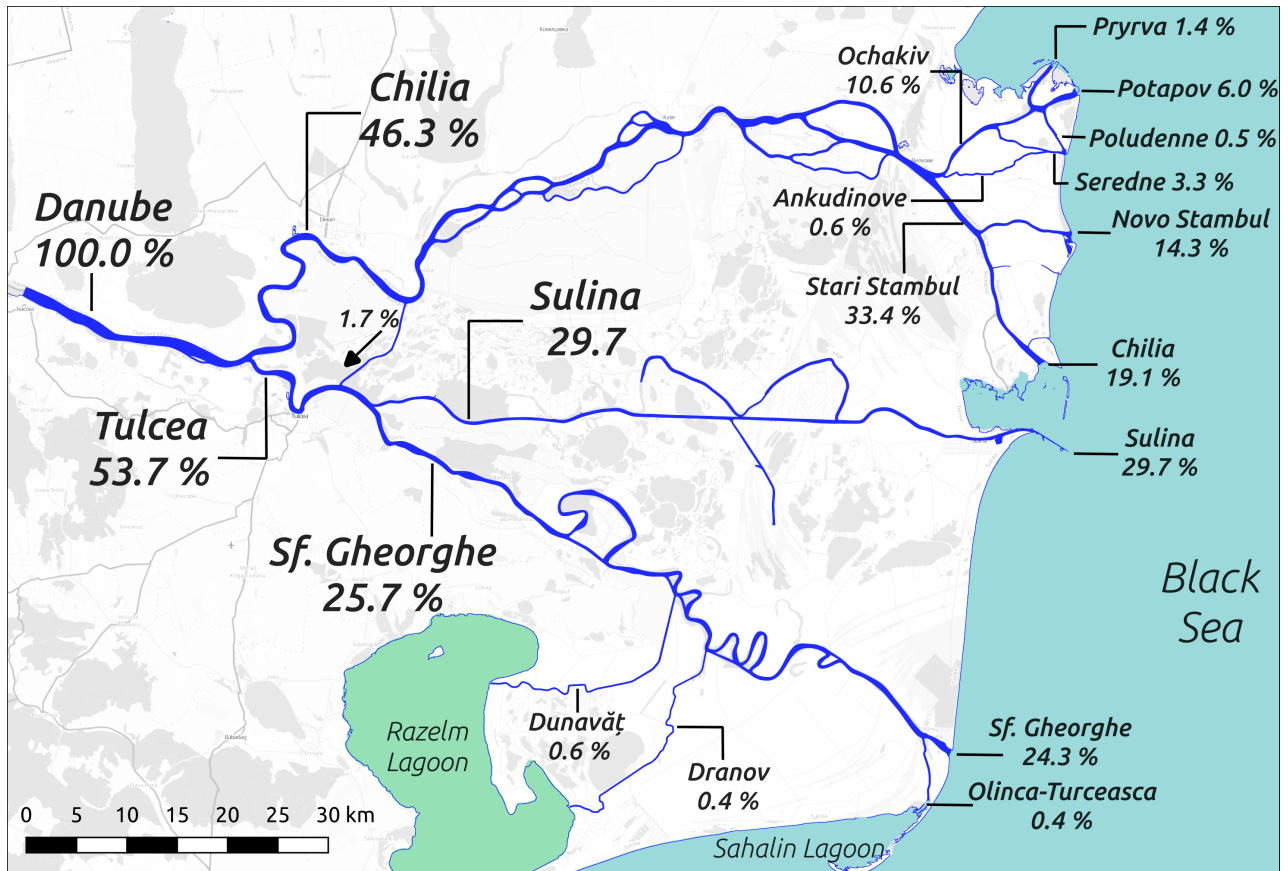 Pryrva 1.4 %
Ochakiv
10.6 %
Potapov 6.0 %
Chilia
46.3 %
Poludenne 0.5 %
Seredne 3.3 %
Ankudinove
0.6 %
Novo Stambul
14.3 %
Danube
100.0 %
Stari Stambul
33.4 %
Sulina
29.7
1.7 %
Chilia
19.1 %
Tulcea
53.7 %
Sulina
29.7 %
Sf. Gheorghe
25.7 %
Black
Sea
Razelm
Lagoon
Dunavăț
0.6 %
Dranov
0.4 %
Sf. Gheorghe
24.3 %
Olinca-Turceasca
0.4 %
0 5 10 15 20 25 30 km
Sahalin Lagoon
Tulcea
Babadag